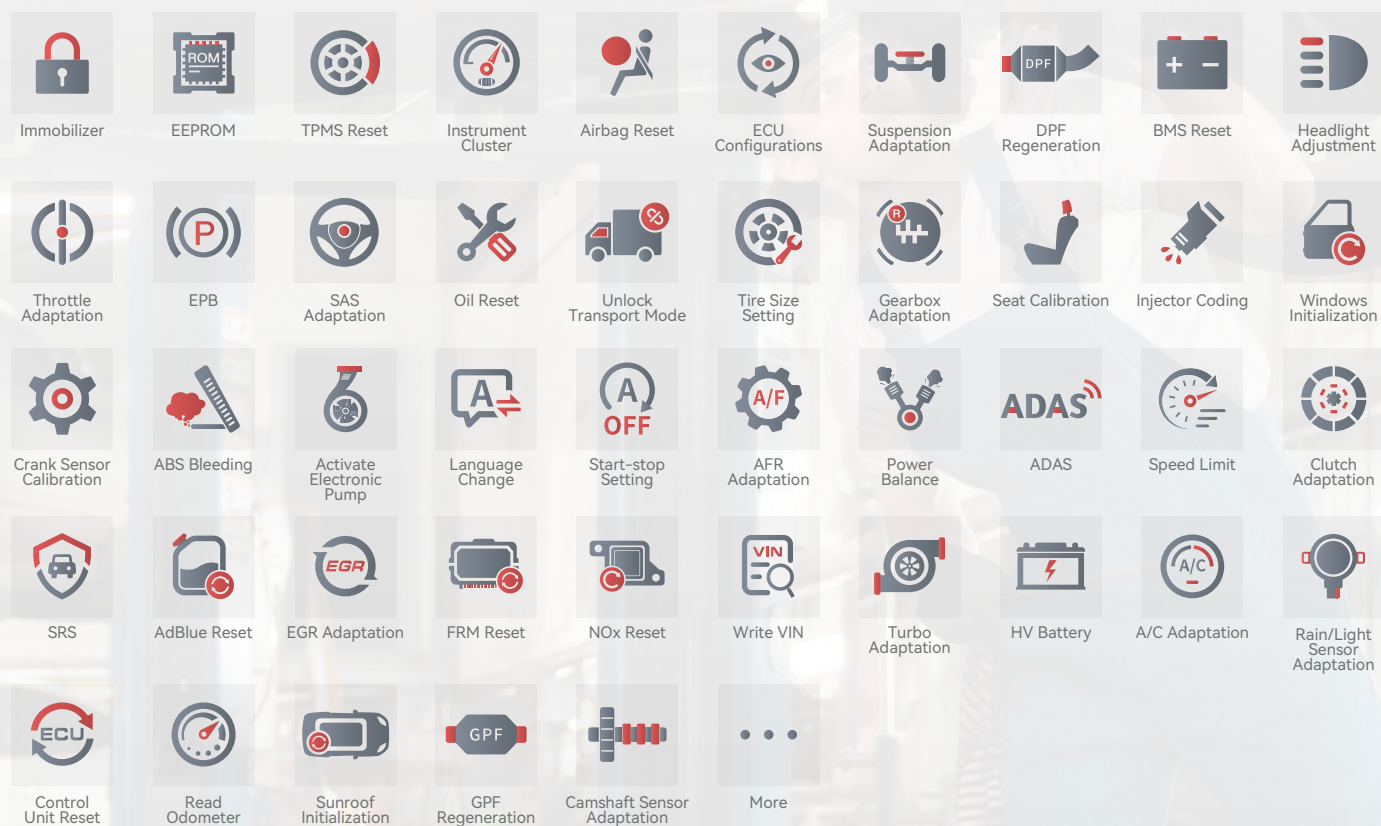 ROM
DPF
+ −
Immobilizer
EEPROM
TPMS Reset
Instrument
Cluster
Airbag Reset
ECU
Configurations
Suspension
Adaptation
DPF
Regeneration
BMS Reset
Headlight
Adjustment
P
R
Throttle
Adaptation
EPB
SAS
Adaptation
Oil Reset
Unlock
Transport Mode
Tire Size
Setting
Gearbox
Adaptation
Seat Calibration
Injector Coding
Windows
Initialization
A
A
OFF
A/F
ADAS
Crank Sensor
Calibration
ABS Bleeding
Activate
Electronic
Pump
Language
Change
Start-stop
Setting
AFR
Adaptation
Power
Balance
ADAS
Speed Limit
Clutch
Adaptation
EGR
VIN
A/C
SRS
AdBlue Reset
EGR Adaptation
FRM Reset
NOx Reset
Write VIN
Turbo
Adaptation
HV Battery
A/C Adaptation
Rain/Light
Sensor
Adaptation
ECU
GPF
Control
Unit Reset
Read
Odometer
Sunroof
Initialization
GPF
Regeneration
Camshaft Sensor
Adaptation
More